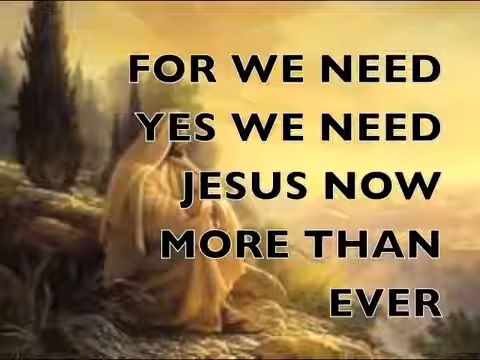 FOR WE NEED
YES WE NEED
JESUS NOW
MORE THAN
EVER